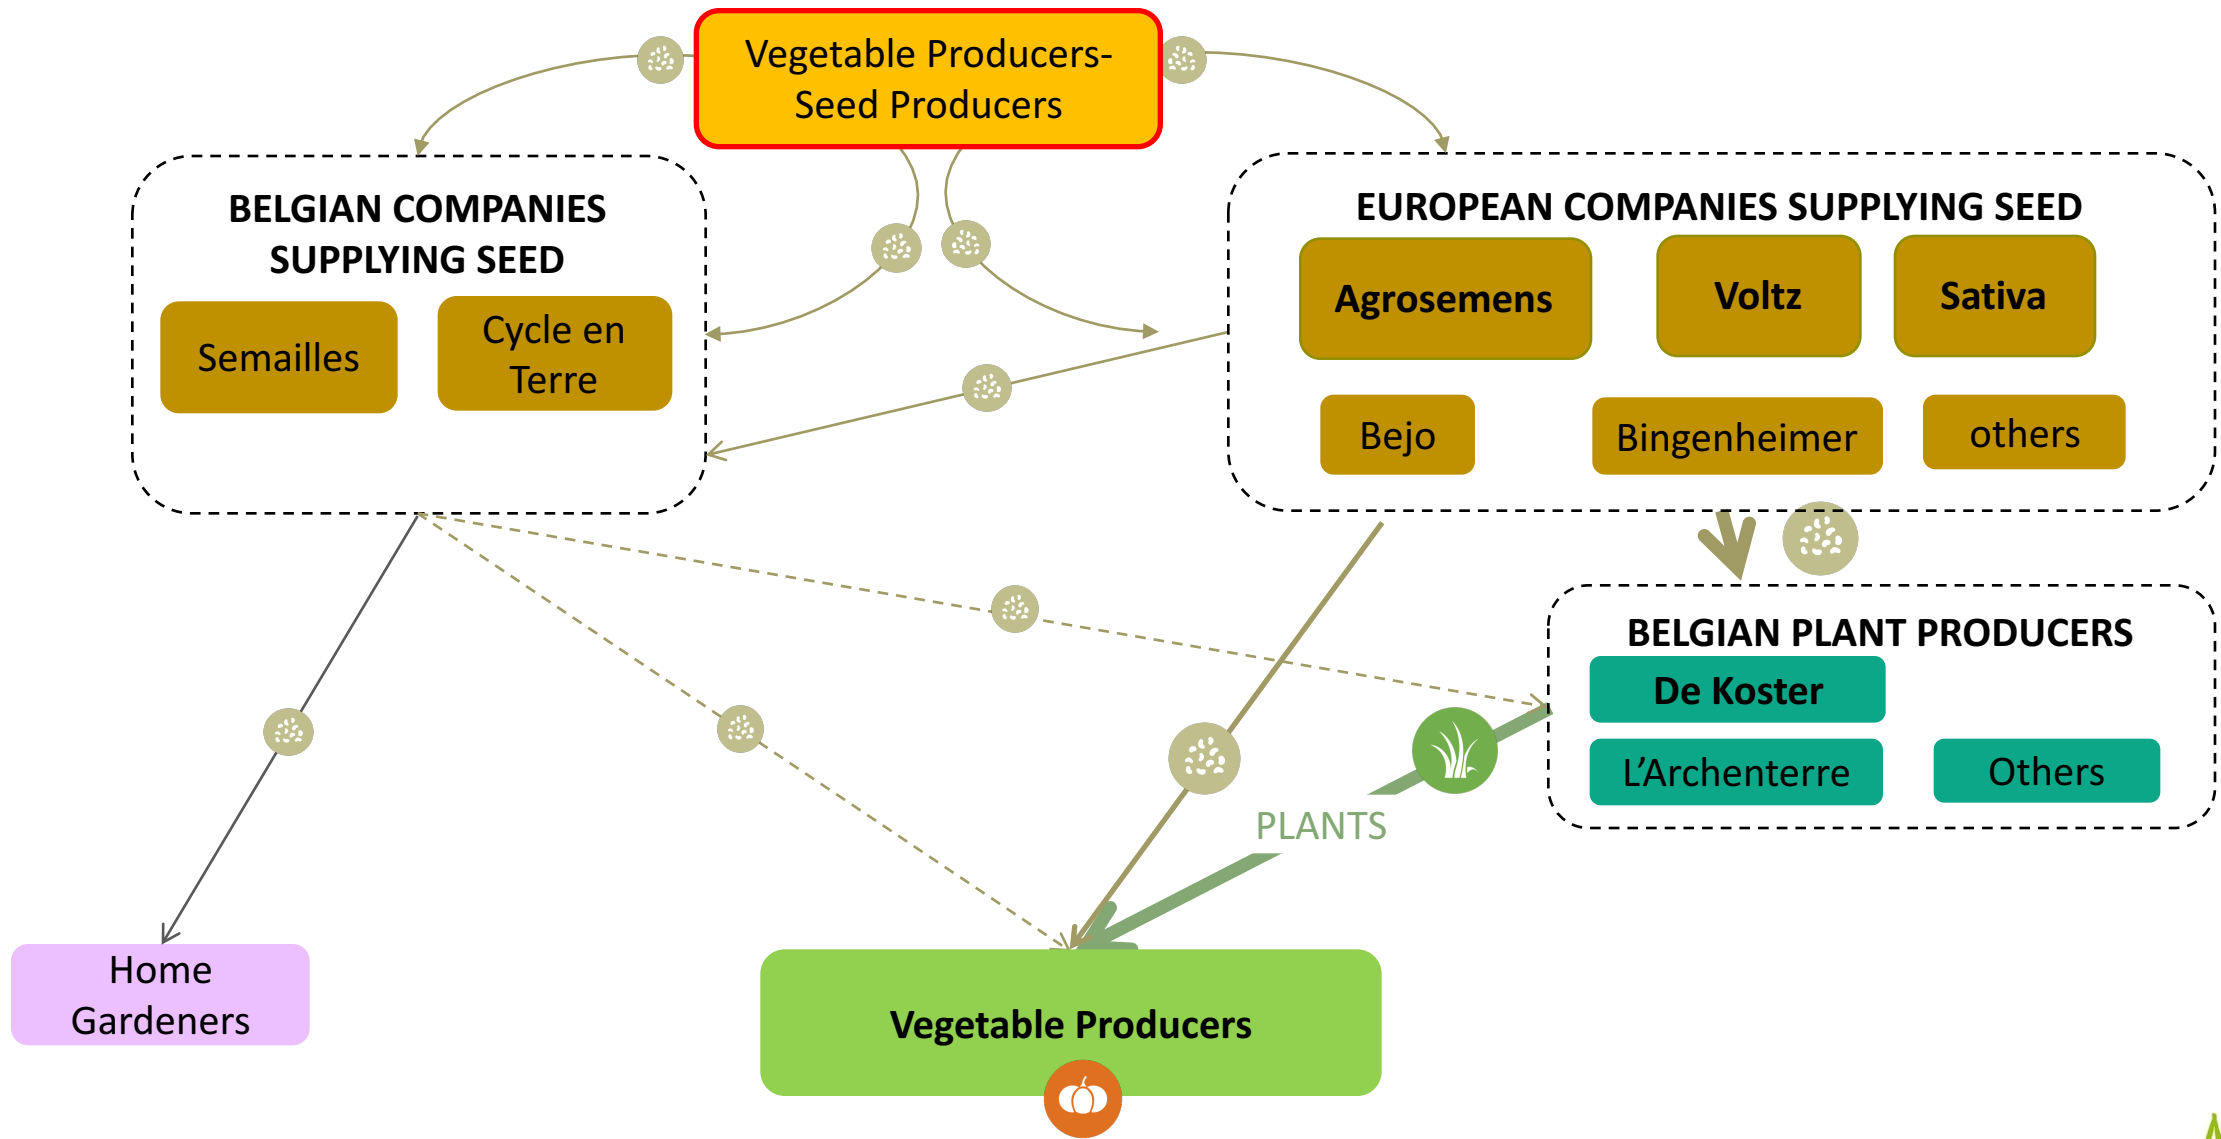 Vegetable Producers-
Seed Producers
BELGIAN COMPANIES
SUPPLYING SEED
Semailles
Cycle en
Terre
EUROPEAN COMPANIES SUPPLYING SEED
Agrosemens
Voltz
Sativa
Bejo
Bingenheimer
others
BELGIAN PLANT PRODUCERS
De Koster
L’Archenterre
Others
PLANTS
Home
Gardeners
Vegetable Producers